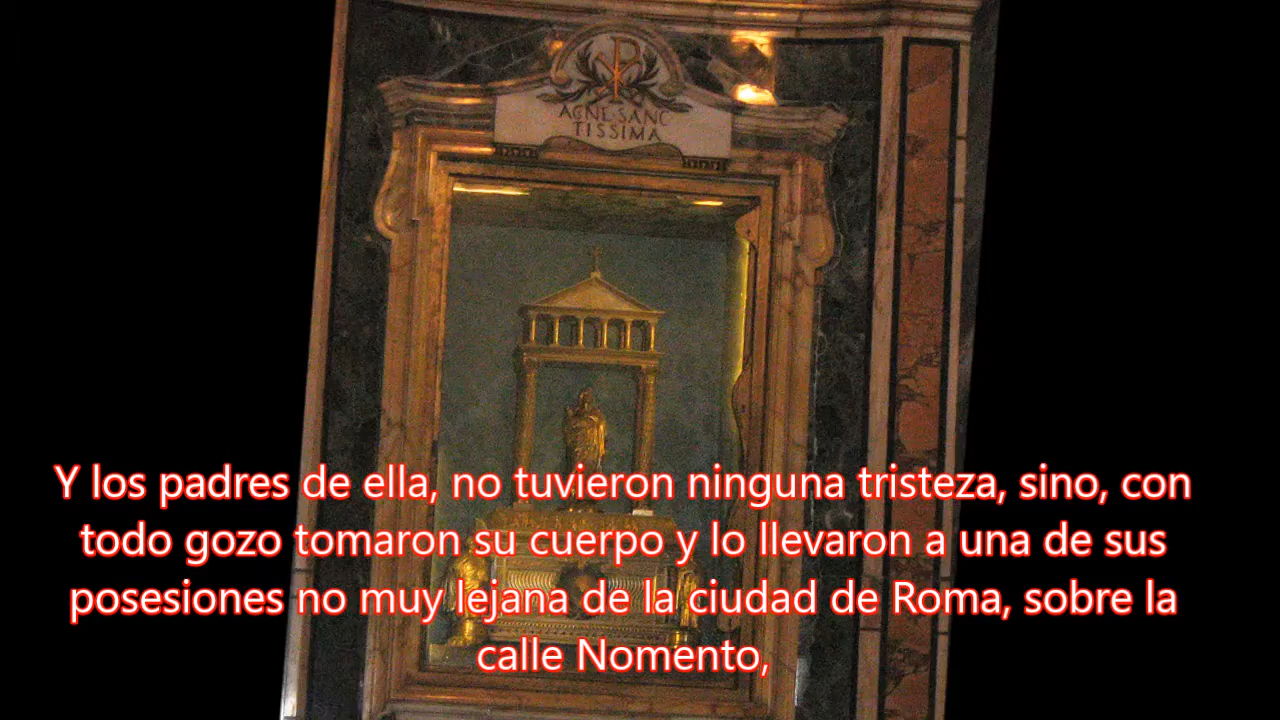 AGNE SANC
TISSIMA
Y los padres de ella, no tuvieron ninguna tristeza, sino, con
todo gozo tomaron su cuerpo y lo llevaron a una de sus
posesiones no muy lejana de la ciudad de Roma, sobre la
calle Nomento,